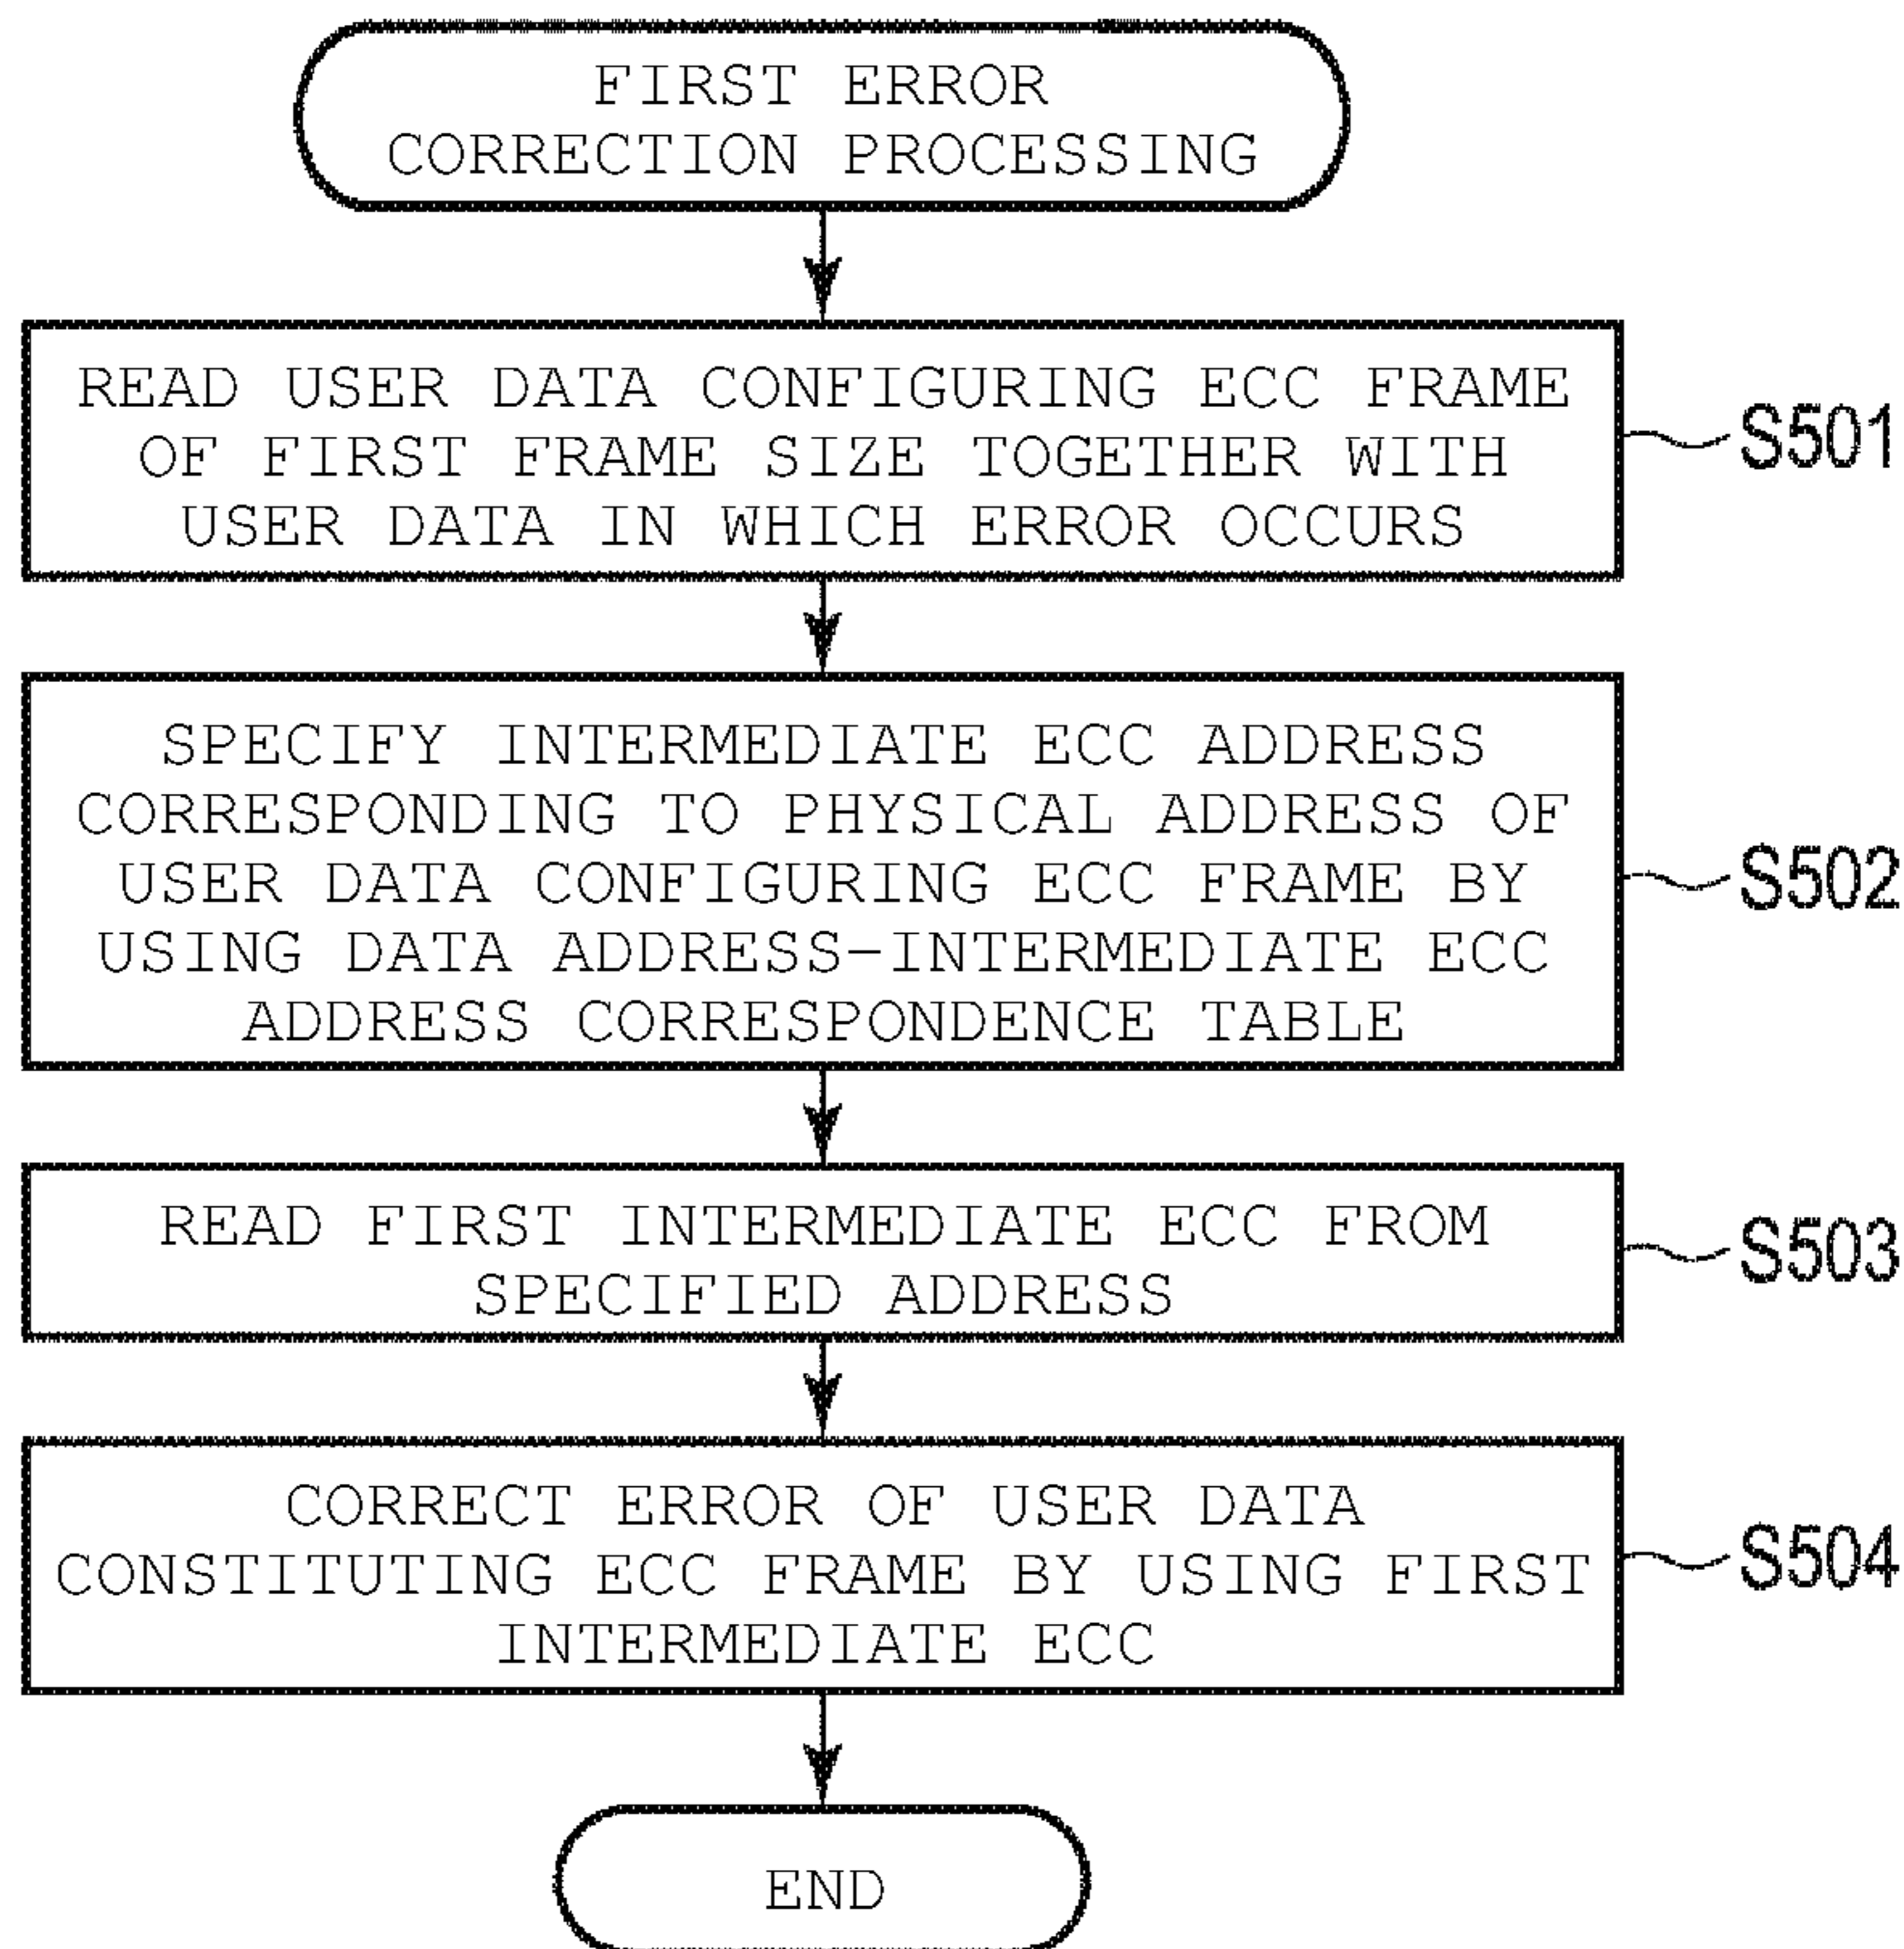 FIRST ERROR
CORRECTION PROCESSING
READ USER DATA CONFIGURING ECC FRAME
OF FIRST FRAME SIZE TOGETHER WITH
USER DATA IN WHICH ERROR OCCURS
S501
SPECIFY INTERMEDIATE ECC ADDRESS
CORRESPONDING TO PHYSICAL ADDRESS OF
USER DATA CONFIGURING ECC FRAME BY
USING DATA ADDRESS-INTERMEDIATE ECC
ADDRESS CORRESPONDENCE TABLE
S502
READ FIRST INTERMEDIATE ECC FROM
SPECIFIED ADDRESS
S503
CORRECT ERROR OF USER DATA
CONSTITUTING ECC FRAME BY USING FIRST
INTERMEDIATE ECC
S504
END